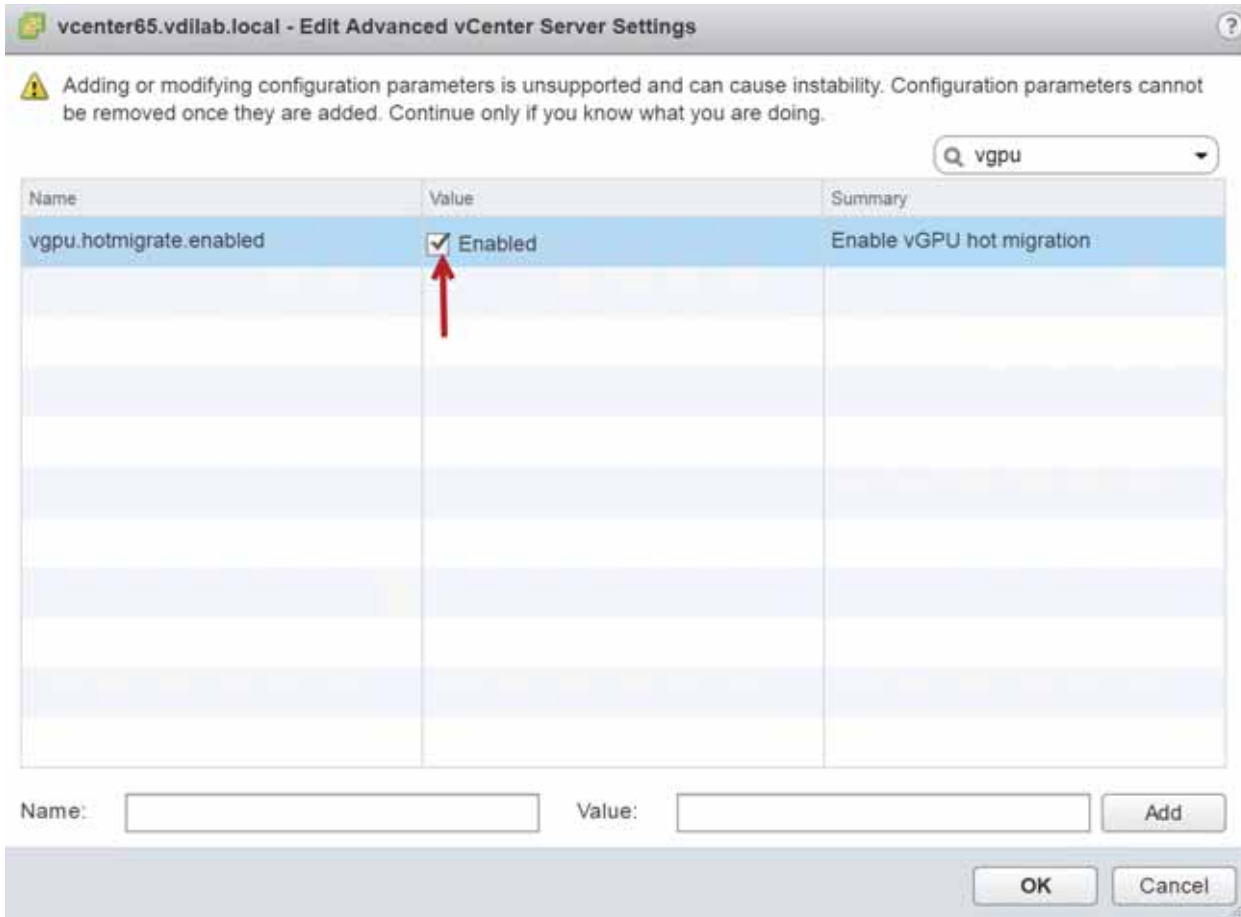 vcenter65.vdilab.local - Edit Advanced vCenter Server Settings
?
Adding or modifying configuration parameters is unsupported and can cause instability. Configuration parameters cannot
be removed once they are added. Continue only if you know what you are doing.
vgpu
Name Value Summary
vgpu.hotmigrate.enabled Enabled Enable vGPU hot migration
Name: Value: Add
OK Cancel